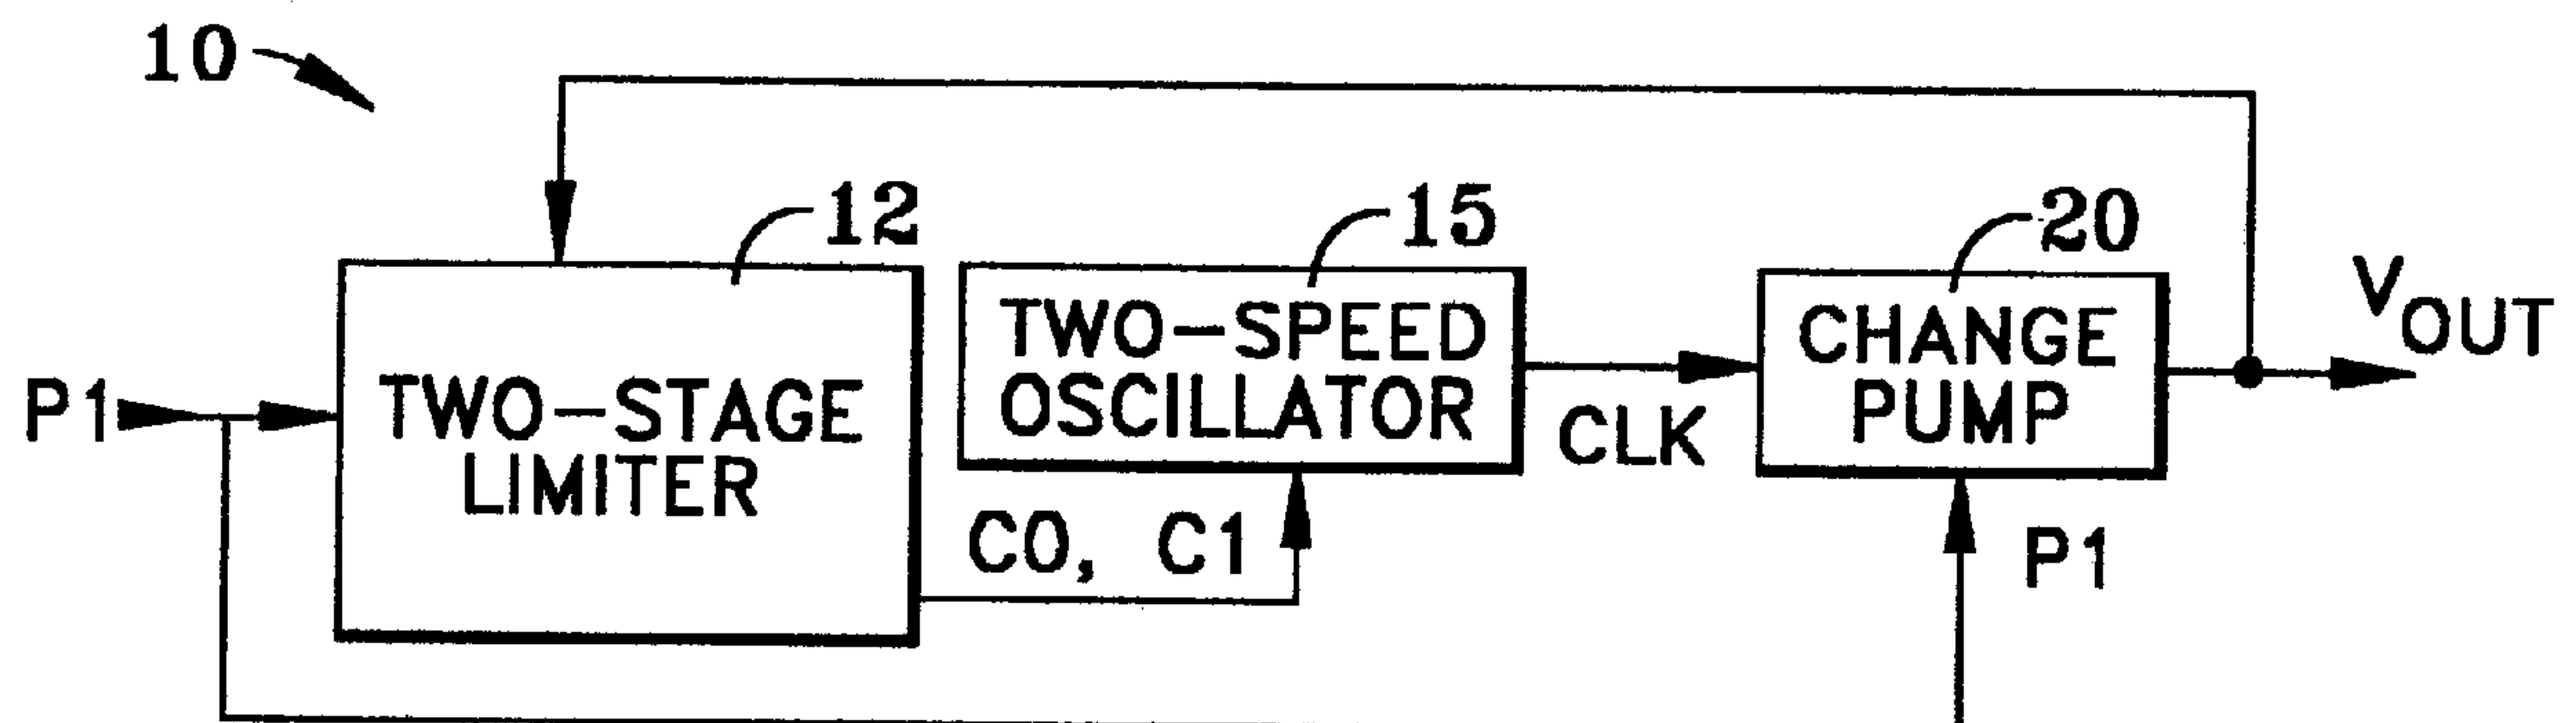 10
12
15
20
P1
TWO-STAGE
LIMITER
TWO-SPEED
OSCILLATOR
C0, C1
CLK
CHANGE
PUMP
P1
VOUT